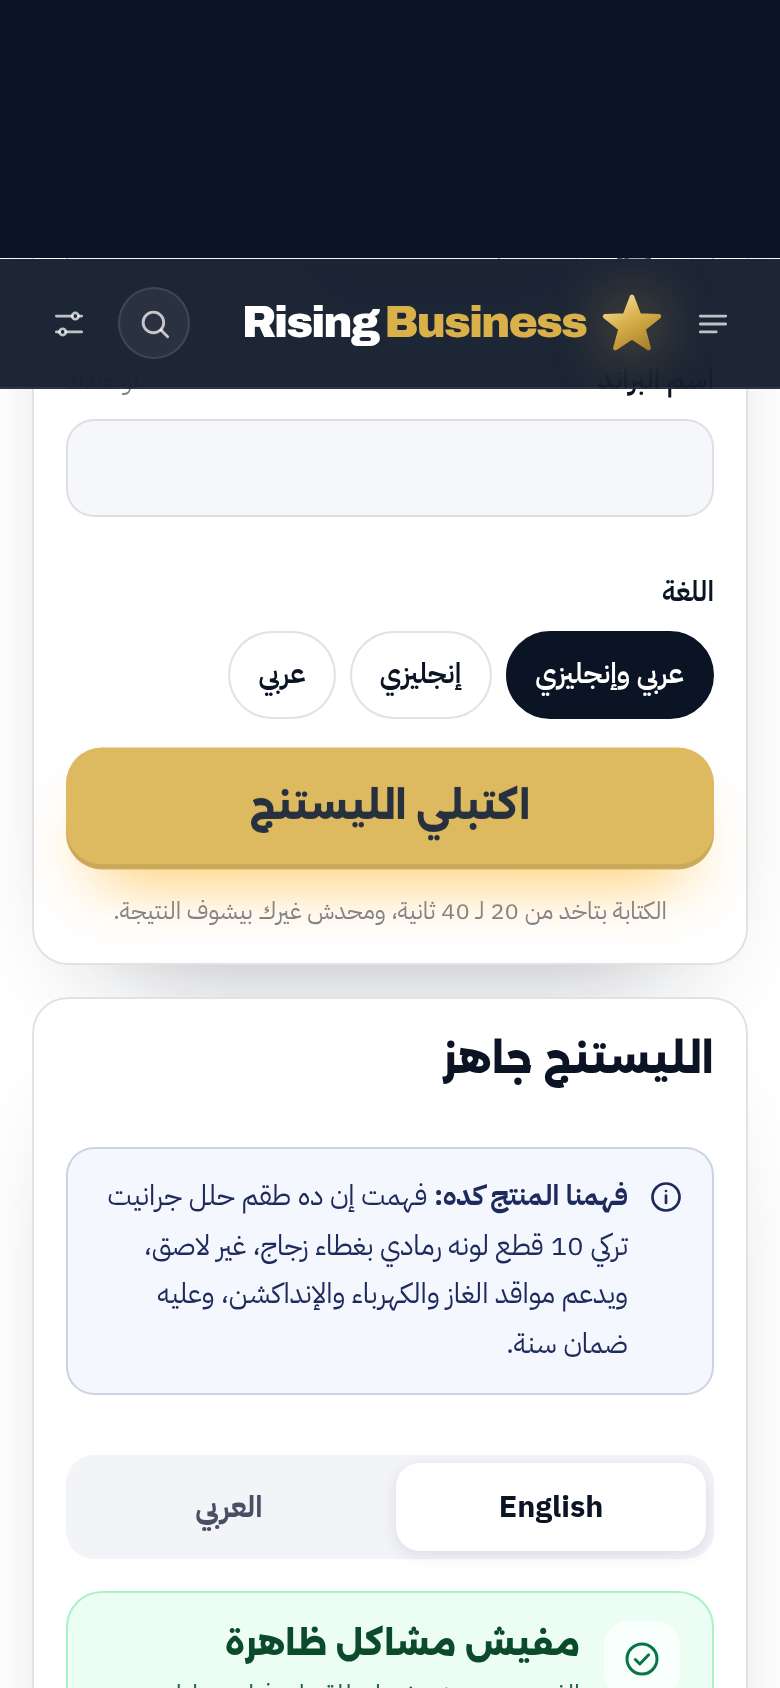 Rising Business
اسم البراند
اللغة
عربي وإنجليزي
إنجليزي
عربي
اكتبلي الليستنج
الكتابة بتاخد من 20 لـ 40 ثانية، ومحدش غيرك بيشوف النتيجة.
الليستنج جاهز
فهمنا المنتج كده: فهمت إن ده طقم حلل جرانيت
تركي 10 قطع لونه رمادي بغطاء زجاج، غير لاصق،
ويدعم مواقد الغاز والكهرباء والإنداكشن، وعليه
ضمان سنة.
English
العربي
مفيش مشاكل ظاهرة